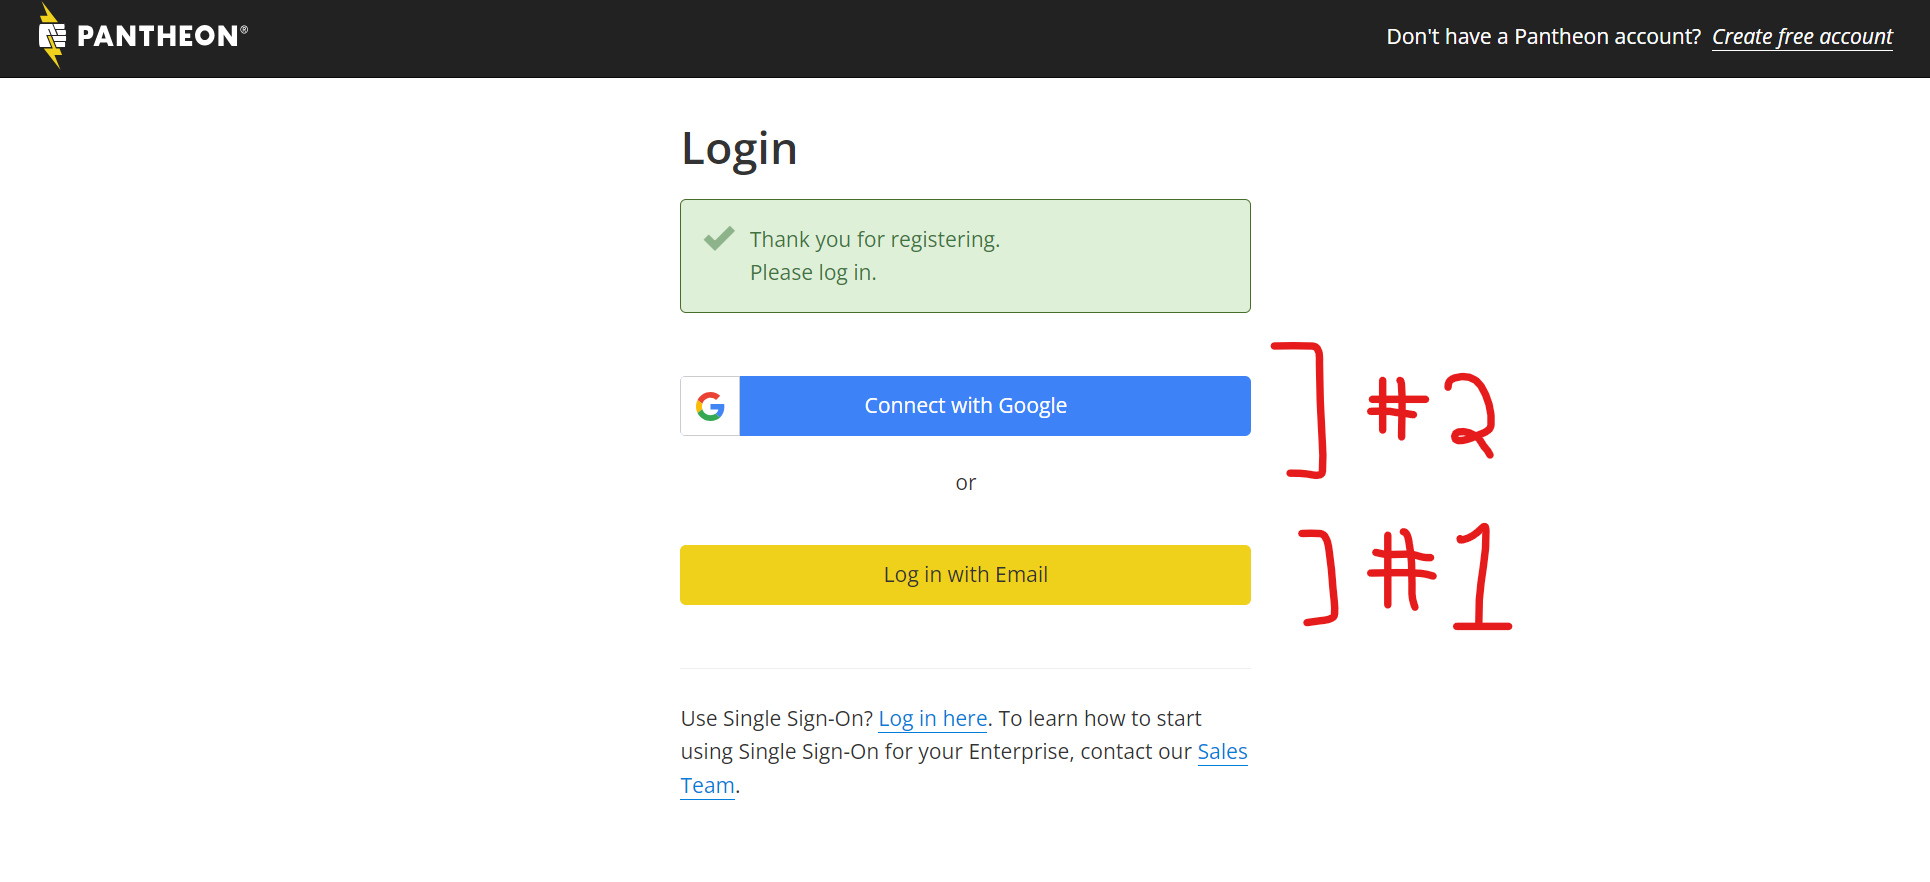 PANTHEON®
Don't have a Pantheon account? Create free account
Login
Thank you for registering.
Please log in.
Connect with Google
#2
or
Log in with Email
#1
Use Single Sign-On? Log in here. To learn how to start
using Single Sign-On for your Enterprise, contact our Sales
Team.